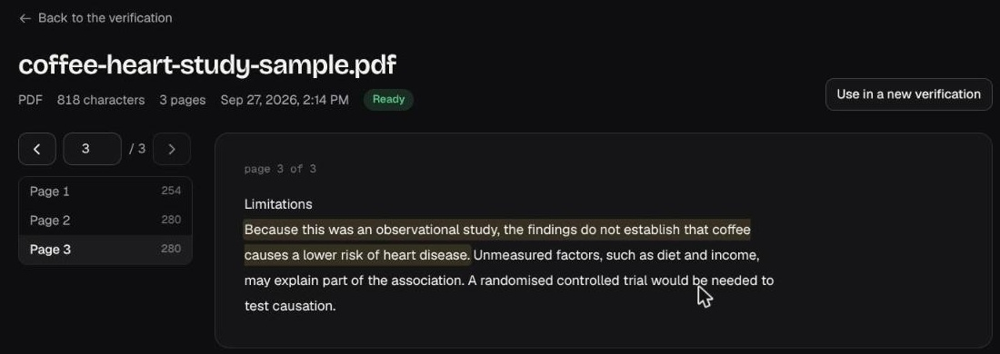 ← Back to the verification
coffee-heart-study-sample.pdf
PDF 818 characters 3 pages Sep 27, 2026, 2:14 PM Ready
Use in a new verification
3 / 3
Page 1 254
Page 2 280
Page 3 280
page 3 of 3
Limitations
Because this was an observational study, the findings do not establish that coffee
causes a lower risk of heart disease. Unmeasured factors, such as diet and income,
may explain part of the association. A randomised controlled trial would be needed to
test causation.